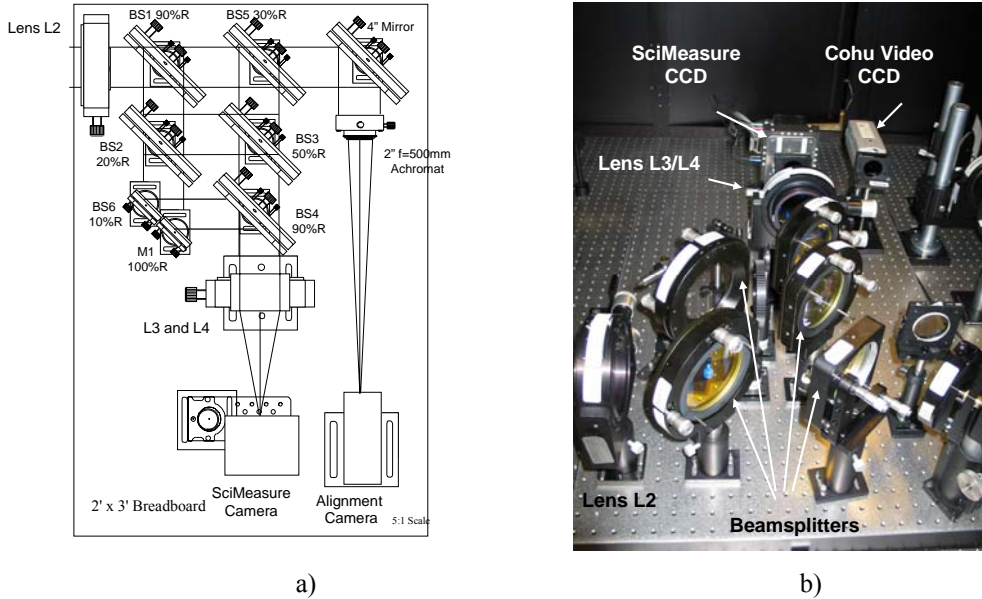 Lens L2
BS1 90%R
BS5 30%R
4” Mirror
BS2
20%R
BS3
50%R
2” f=500mm
Achromat
BS6
10%R
BS4
90%R
M1
100%R
L3 and L4
SciMeasure
Camera
Alignment
Camera
2' x 3' Breadboard
5:1 Scale
a)
SciMeasure
CCD
Cohu Video
CCD
Lens L3/L4
Lens L2
Beamsplitters
b)